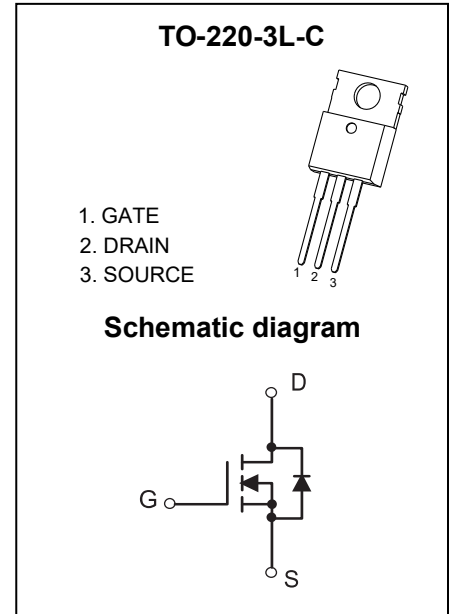 TO-220-3L-C
1. GATE
2. DRAIN
3. SOURCE
1 2 3
Schematic diagram
D
G
S